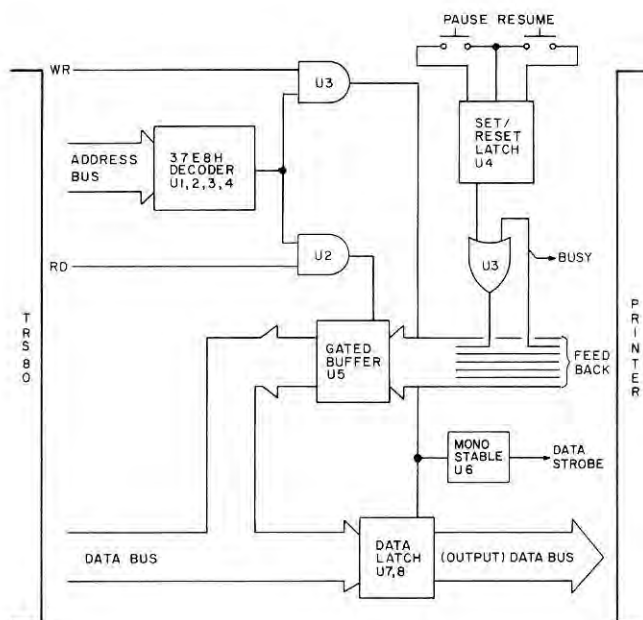 PAUSE RESUME
WR
U3
SET/
RESET
LATCH
U4
ADDRESS
BUS
37E8H
DECODER
U1,2,3,4
U2
RD
U3
BUSY
TRS80
PRINTER
GATED
BUFFER
U5
FEED
BACK
MONO
STABLE
U6
DATA
STROBE
DATA BUS
DATA
LATCH
U7,8
(OUTPUT) DATA BUS